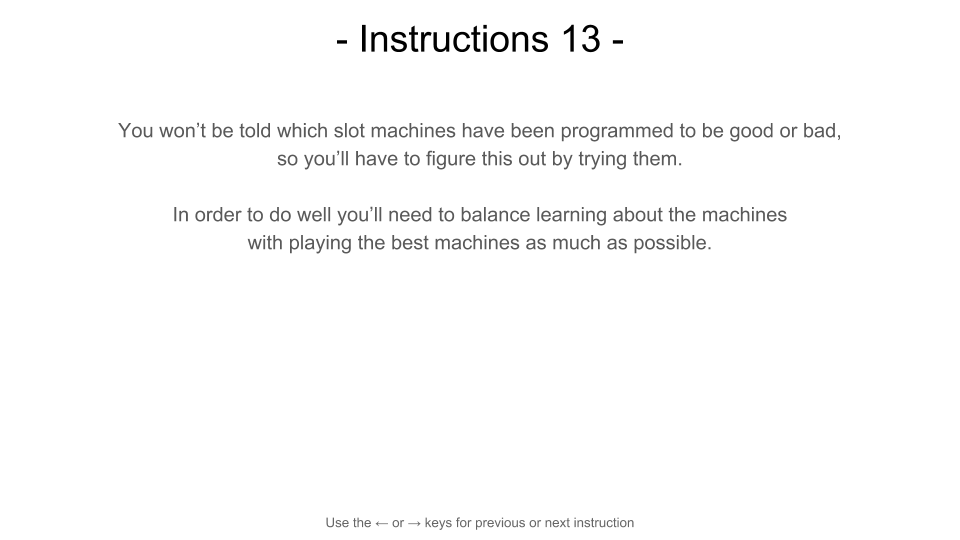 - Instructions 13 -
You won’t be told which slot machines have been programmed to be good or bad,
so you’ll have to figure this out by trying them.
In order to do well you’ll need to balance learning about the machines
with playing the best machines as much as possible.
Use the ← or → keys for previous or next instruction